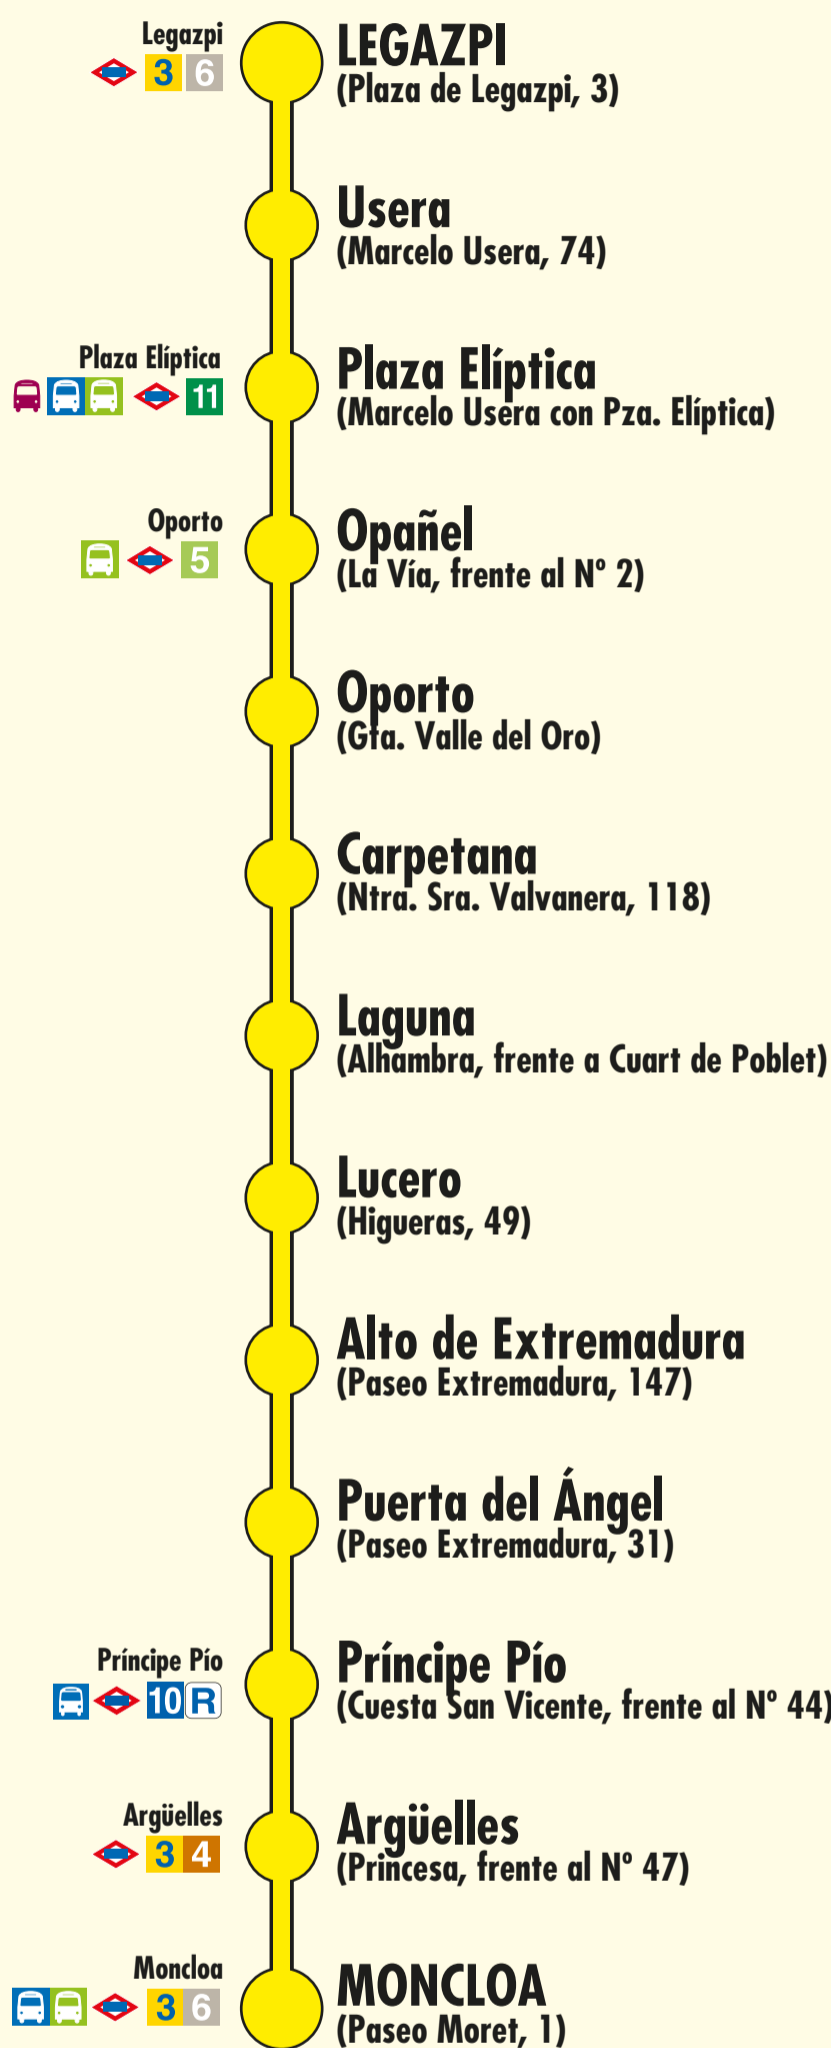 Legazpi
3 6
LEGAZPI
(Plaza de Legazpi, 3)
Usera
(Marcelo Usera, 74)
Plaza Elíptica
11
Plaza Elíptica
(Marcelo Usera con Pza. Elíptica)
Oporto
5
Opañel
(La Vía, frente al Nº 2)
Oporto
(Gta. Valle del Oro)
Carpetana
(Ntra. Sra. Valvanera, 118)
Laguna
(Alhambra, frente a Cuart de Poblet)
Lucero
(Higueras, 49)
Alto de Extremadura
(Paseo Extremadura, 147)
Puerta del Ángel
(Paseo Extremadura, 31)
Príncipe Pío
10 R
Príncipe Pío
(Cuesta San Vicente, frente al Nº 44)
Argüelles
3 4
Argüelles
(Princesa, frente al Nº 47)
Moncloa
3 6
MONCLOA
(Paseo Moret, 1)